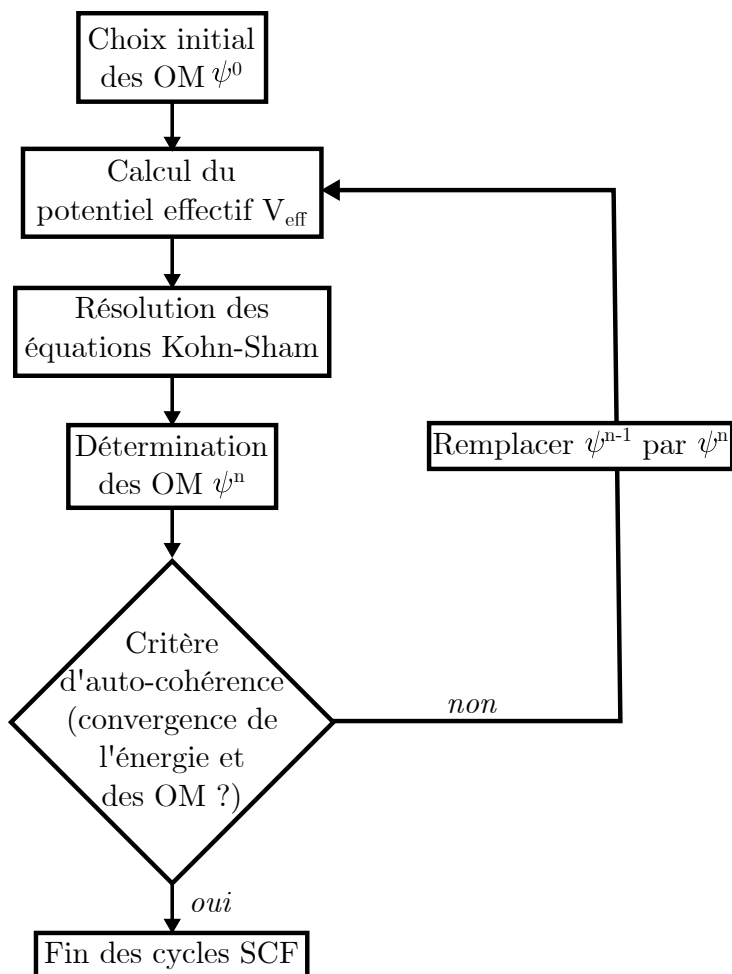 Choix initial
des OM ψ⁰
Calcul du
potentiel effectif Veff
Résolution des
équations Kohn-Sham
Détermination
des OM ψⁿ
Remplacer ψⁿ⁻¹ par ψⁿ
Critère
d'auto-cohérence
(convergence de
l'énergie et
des OM ?)
non
oui
Fin des cycles SCF